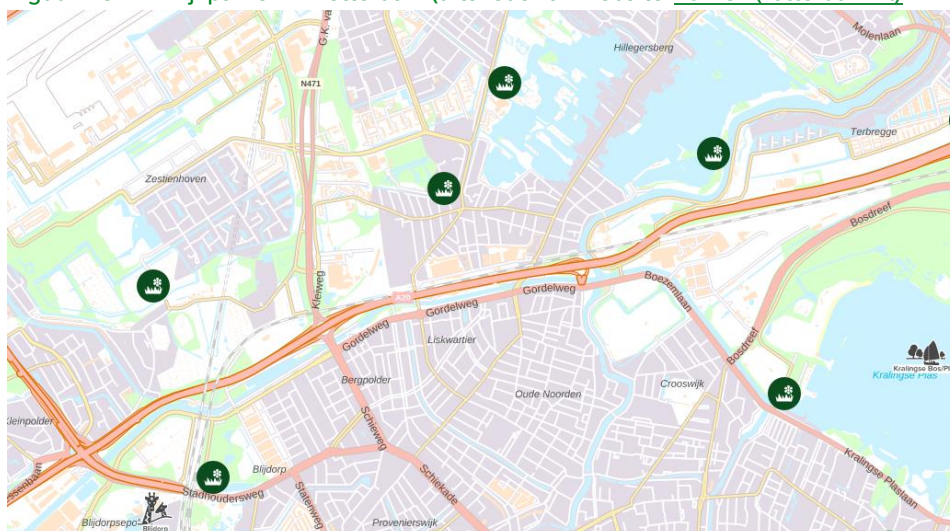 Molenlaan
G.K. va
Hillegersberg
N471
Terbregge
Zestienhoven
Bosdreef
Kleiweg
Boezemlaan
A20
Gordelweg
Gordelweg
Gordelweg
Liskwartier
Bosdreef
Kralingse Bos/Pl
Kralingse Plas
Bergpolder
Crooswijk
Oude Noorden
Kleinpolder
Schieweg
Blijdorp
Schiekade
Kralingse Plaslaan
Stadhoudersweg
Statenweg
Blijdorpsepo
Blijdorp
Provenierswijk